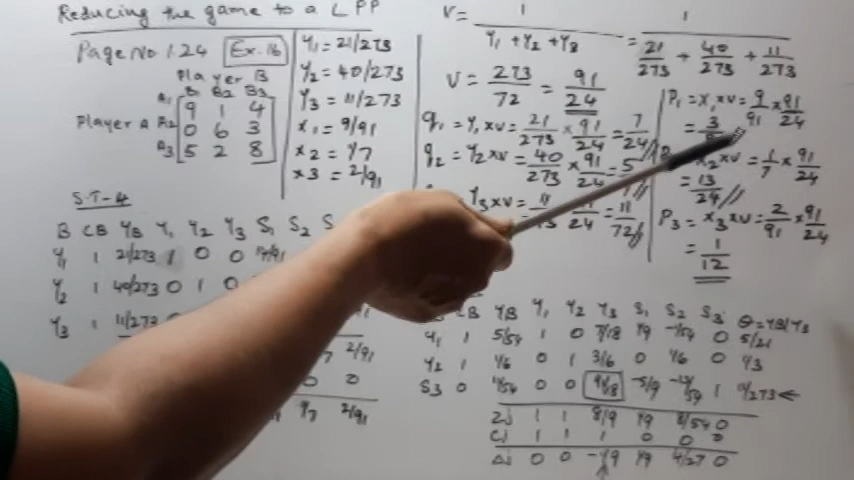 Reducing the game to a LPP
Page No 1.24 Ex.16
Player B
B2 B3
A1 9 1 4
Player A A2 0 6 3
A3 5 2 8
Y1 = 21/273
Y2 = 40/273
Y3 = 11/273
x1 = 9/91
x2 = 1/7
x3 = 2/91
S.T-4
B CB YB Y1 Y2 Y3 S1 S2 S
Y1 1 21/273 1 0 0 17/91
Y2 1 40/273 0 1 0
Y3 1 11/273 0
2/91
0 0
1/7 2/91
V = 1 / Y1 + Y2 + Y3 = 1 / 21/273 + 40/273 + 11/273
V = 273/72 = 91/24
q1 = Y1 x v = 21/273 x 91/24 = 7/24
q2 = Y2 x v = 40/273 x 91/24 = 5
Y3 x v = 11 24 = 11/72
P1 = x1 x v = 9/91 x 91/24
= 3
x2 x v = 1/7 x 91/24
= 13/24
P3 = x3 x v = 2/91 x 91/24
= 1/12
CB YB Y1 Y2 Y3 S1 S2 S3 θ = YB/Y3
Y1 1 5/54 1 0 7/18 1/9 -1/54 0 5/21
Y2 1 1/6 0 1 3/6 0 1/6 0 1/3
S3 0 11/54 0 0 91/18 -5/9 1 11/273 ←
Zj 1 1 8/9 1/9 8/54 0
Cj 1 1 1 0 0 0
Δj 0 0 -1/9 1/9 4/27 0